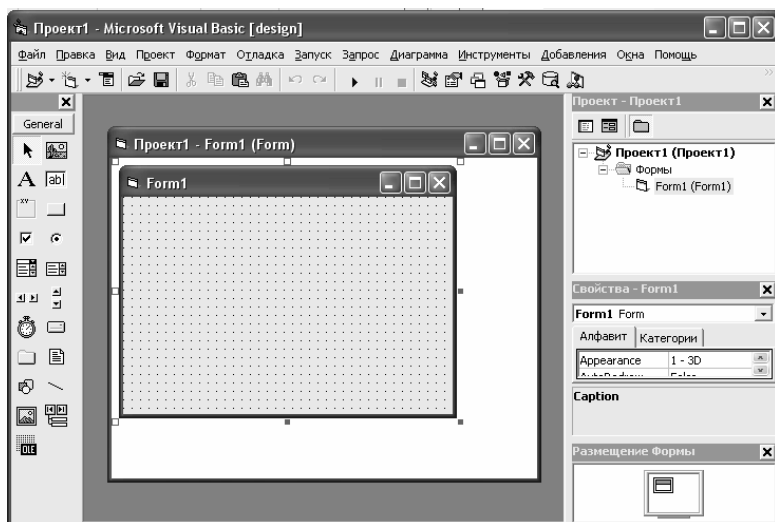 Проект1 - Microsoft Visual Basic [design]
Файл Правка Вид Проект Формат Отладка Запуск Запрос Диаграмма Инструменты Добавления Окна Помощь
General
A ab
xy
OLE
Проект1 - Form1 (Form)
Form1
Проект - Проект1
Проект1 (Проект1)
Формы
Form1 (Form1)
Свойства - Form1
Form1 Form
Алфавит Категории
Appearance 1 - 3D
Caption
Размещение Формы